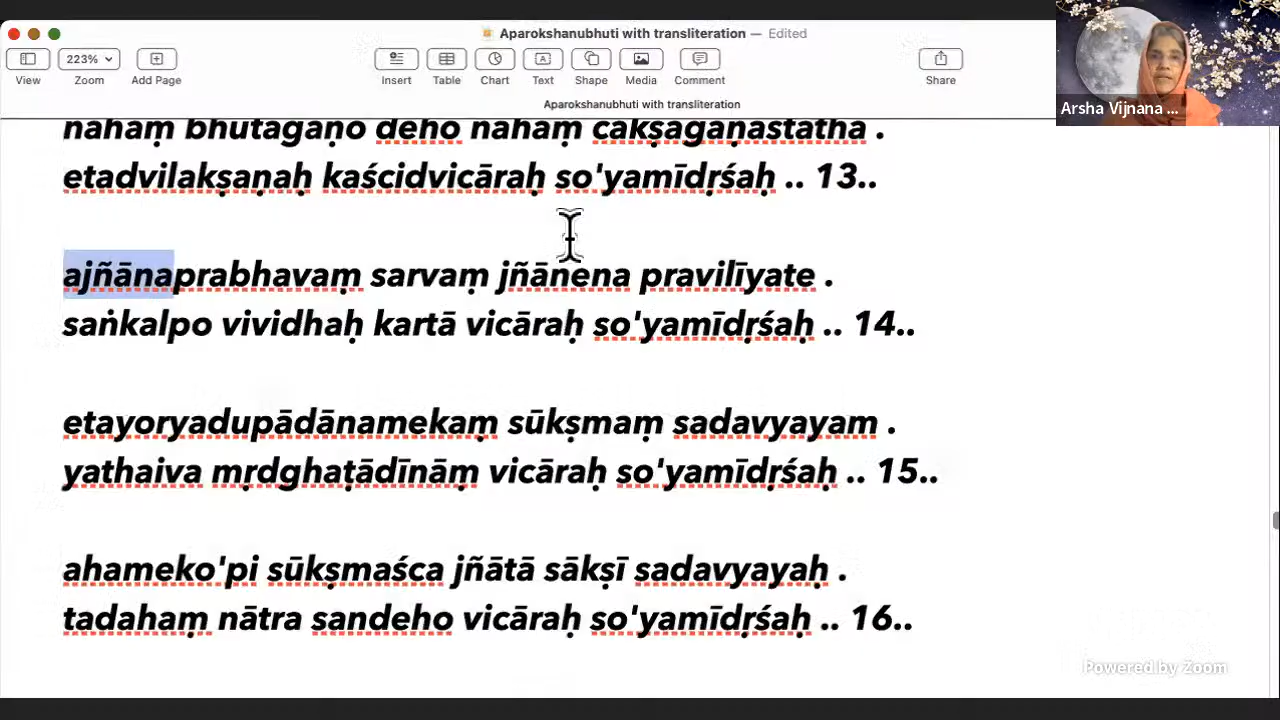 Aparokshanubhuti with transliteration — Edited
223%
View
Zoom
Add Page
Insert
Table
Chart
Text
Shape
Media
Comment
Share
Aparokshanubhuti with transliteration
Arsha Vijnana ...
nāhaṃ bhūtagaṇo deho nāhaṃ cākṣagaṇastathā .
etadvilakṣaṇaḥ kaścidvicāraḥ so'yamīdṛśaḥ .. 13..
ajñānaprabhavaṃ sarvaṃ jñānena pravilīyate .
saṅkalpo vividhaḥ kartā vicāraḥ so'yamīdṛśaḥ .. 14..
etayoryadupādānamekaṃ sūkṣmaṃ sadavyayam .
yathaiva mṛdghaṭādīnāṃ vicāraḥ so'yamīdṛśaḥ .. 15..
ahameko'pi sūkṣmaśca jñātā sākṣī sadavyayaḥ .
tadahaṃ nātra sandeho vicāraḥ so'yamīdṛśaḥ .. 16..
Powered by Zoom